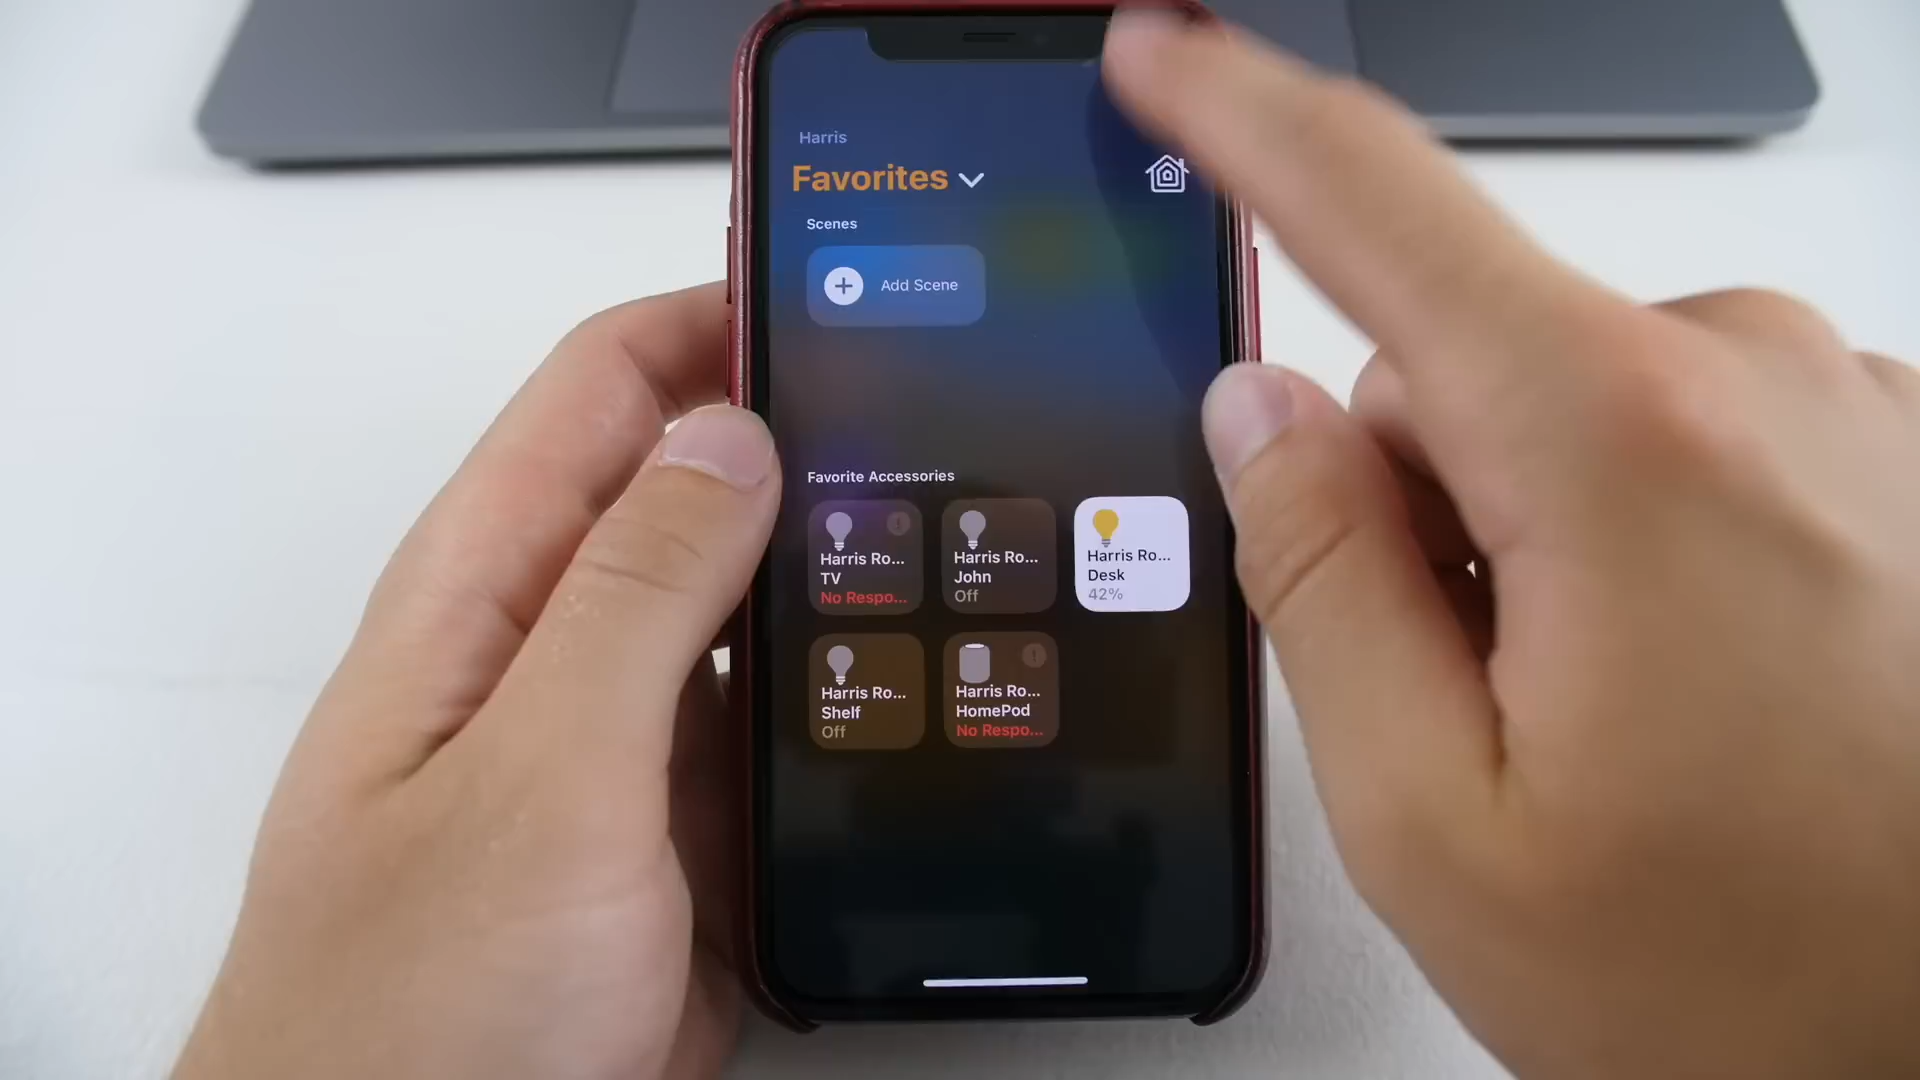 Harris
Favorites
Scenes
Add Scene
Favorite Accessories
Harris Ro...
TV
No Respo...
Harris Ro...
John
Off
Harris Ro...
Desk
42%
Harris Ro...
Shelf
Off
Harris Ro...
HomePod
No Respo...